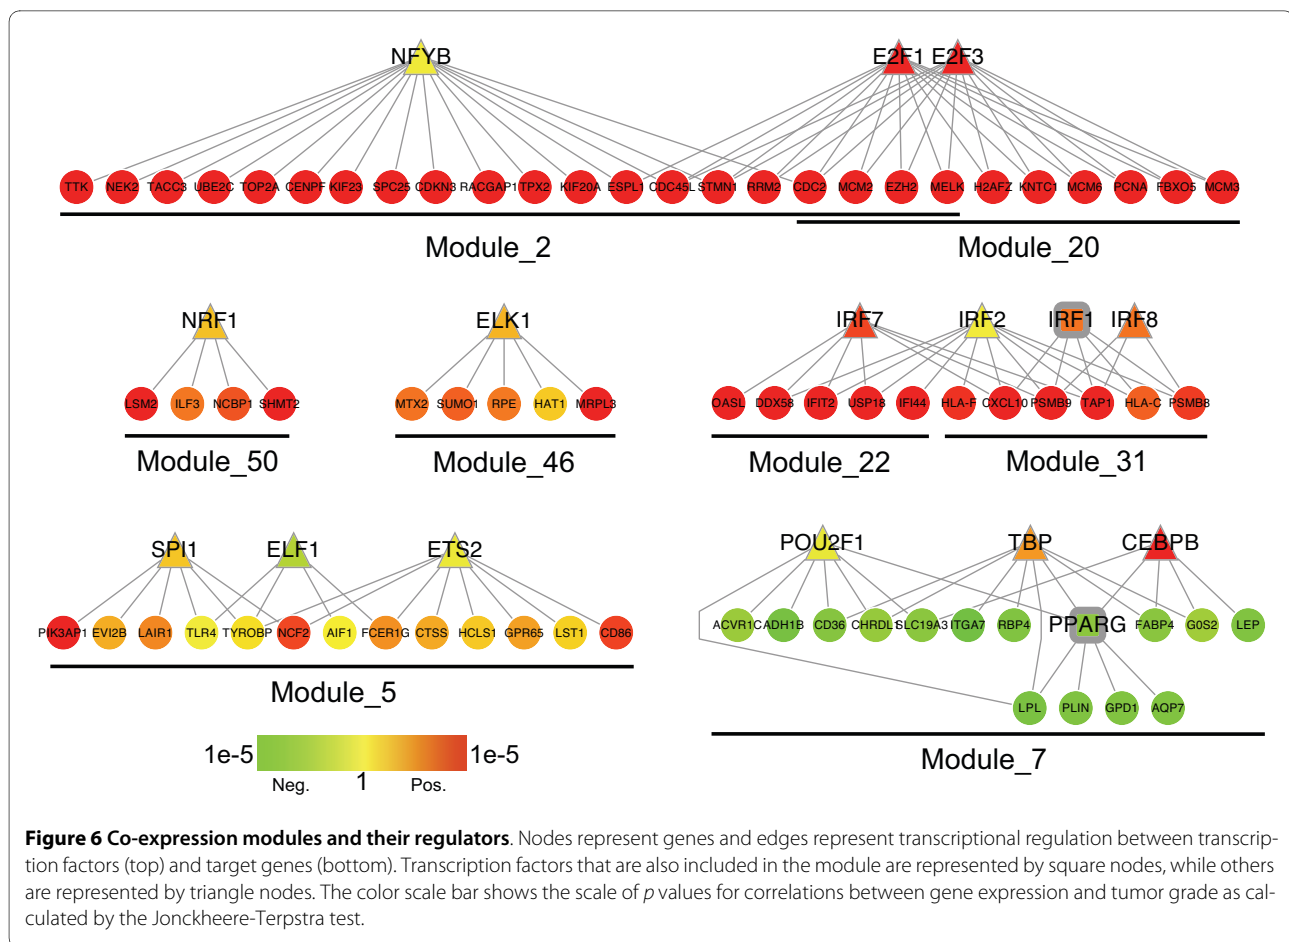 NFYB E2F1 E2F3
TTK NEK2 TACC3 UBE2C TOP2A CENPF KIF23 SPC25 CDKN3 RACGAP1 TPX2 KIF20A ESPL1 CDC45L STMN1 RRM2 CDC2 MCM2 EZH2 MELK H2AFZ KNTC1 MCM6 PCNA FBXO5 MCM3
Module_2 Module_20
NRF1 ELK1 IRF7 IRF2 IRF1 IRF8
LSM2 ILF3 NCBP1 SHMT2 MTX2 SUMO1 RPE HAT1 MRPL3 OASL DDX58 IFIT2 USP18 IFI44 HLA-F CXCL10 PSMB9 TAP1 HLA-C PSMB8
Module_50 Module_46 Module_22 Module_31
SPI1 ELF1 ETS2 POU2F1 TBP CEBPB
PIK3AP1 EVI2B LAIR1 TLR4 TYROBP NCF2 AIF1 FCER1G CTSS HCLS1 GPR65 LST1 CD86 ACVR1C ADH1B CD36 CHRDL1 SLC19A3 ITGA7 RBP4 PPARG FABP4 G0S2 LEP
Module_5
LPL PLIN GPD1 AQP7
Module_7
1e-5 1e-5
Neg. 1 Pos.
Figure 6 Co-expression modules and their regulators. Nodes represent genes and edges represent transcriptional regulation between transcrip-
tion factors (top) and target genes (bottom). Transcription factors that are also included in the module are represented by square nodes, while others
are represented by triangle nodes. The color scale bar shows the scale of p values for correlations between gene expression and tumor grade as cal-
culated by the Jonckheere-Terpstra test.